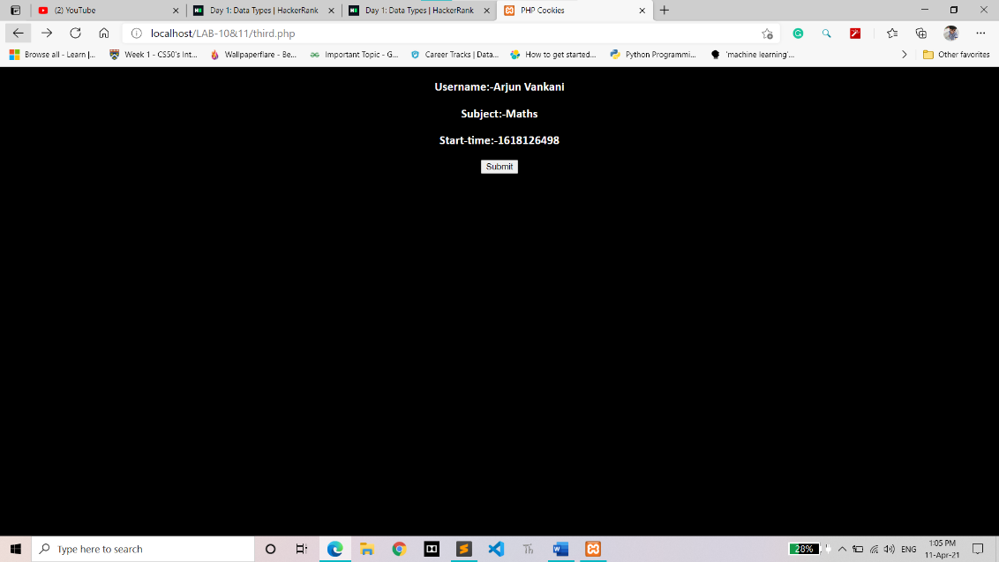 (2) YouTube
Day 1: Data Types | HackerRank
Day 1: Data Types | HackerRank
PHP Cookies
localhost/LAB-10&11/third.php
Browse all - Learn |...
Week 1 - CS50's Int...
Wallpaperflare - Be...
Important Topic - G...
Career Tracks | Data...
How to get started...
Python Programmi...
'machine learning'...
Other favorites
Username:-Arjun Vankani
Subject:-Maths
Start-time:-1618126498
Submit
Type here to search
Th
28%
ENG
1:05 PM
11-Apr-21